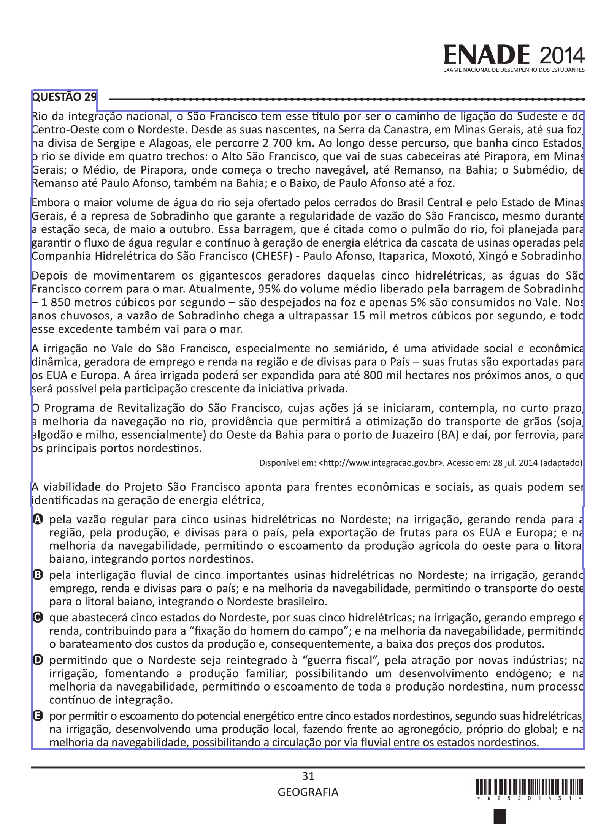 ENADE 2014
EXAME NACIONAL DE DESEMPENHO DOS ESTUDANTES
QUESTÃO 29
Rio da integração nacional, o São Francisco tem esse título por ser o caminho de ligação do Sudeste e do
Centro-Oeste com o Nordeste. Desde as suas nascentes, na Serra da Canastra, em Minas Gerais, até sua foz,
na divisa de Sergipe e Alagoas, ele percorre 2 700 km. Ao longo desse percurso, que banha cinco Estados,
o rio se divide em quatro trechos: o Alto São Francisco, que vai de suas cabeceiras até Pirapora, em Minas
Gerais; o Médio, de Pirapora, onde começa o trecho navegável, até Remanso, na Bahia; o Submédio, de
Remanso até Paulo Afonso, também na Bahia; e o Baixo, de Paulo Afonso até a foz.
Embora o maior volume de água do rio seja ofertado pelos cerrados do Brasil Central e pelo Estado de Minas
Gerais, é a represa de Sobradinho que garante a regularidade de vazão do São Francisco, mesmo durante
a estação seca, de maio a outubro. Essa barragem, que é citada como o pulmão do rio, foi planejada para
garantir o fluxo de água regular e contínuo à geração de energia elétrica da cascata de usinas operadas pela
Companhia Hidrelétrica do São Francisco (CHESF) - Paulo Afonso, Itaparica, Moxotó, Xingó e Sobradinho.
Depois de movimentarem os gigantescos geradores daquelas cinco hidrelétricas, as águas do São
Francisco correm para o mar. Atualmente, 95% do volume médio liberado pela barragem de Sobradinho
– 1 850 metros cúbicos por segundo – são despejados na foz e apenas 5% são consumidos no Vale. Nos
anos chuvosos, a vazão de Sobradinho chega a ultrapassar 15 mil metros cúbicos por segundo, e todo
esse excedente também vai para o mar.
A irrigação no Vale do São Francisco, especialmente no semiárido, é uma atividade social e econômica
dinâmica, geradora de emprego e renda na região e de divisas para o País – suas frutas são exportadas para
os EUA e Europa. A área irrigada poderá ser expandida para até 800 mil hectares nos próximos anos, o que
será possível pela participação crescente da iniciativa privada.
O Programa de Revitalização do São Francisco, cujas ações já se iniciaram, contempla, no curto prazo,
a melhoria da navegação no rio, providência que permitirá a otimização do transporte de grãos (soja,
algodão e milho, essencialmente) do Oeste da Bahia para o porto de Juazeiro (BA) e daí, por ferrovia, para
os principais portos nordestinos.
Disponível em: <http://www.integracao.gov.br>. Acesso em: 28 jul. 2014 (adaptado).
A viabilidade do Projeto São Francisco aponta para frentes econômicas e sociais, as quais podem ser
identificadas na geração de energia elétrica,
A pela vazão regular para cinco usinas hidrelétricas no Nordeste; na irrigação, gerando renda para a
região, pela produção, e divisas para o país, pela exportação de frutas para os EUA e Europa; e na
melhoria da navegabilidade, permitindo o escoamento da produção agrícola do oeste para o litoral
baiano, integrando portos nordestinos.
B pela interligação fluvial de cinco importantes usinas hidrelétricas no Nordeste; na irrigação, gerando
emprego, renda e divisas para o país; e na melhoria da navegabilidade, permitindo o transporte do oeste
para o litoral baiano, integrando o Nordeste brasileiro.
C que abastecerá cinco estados do Nordeste, por suas cinco hidrelétricas; na irrigação, gerando emprego e
renda, contribuindo para a “fixação do homem do campo”; e na melhoria da navegabilidade, permitindo
o barateamento dos custos da produção e, consequentemente, a baixa dos preços dos produtos.
D permitindo que o Nordeste seja reintegrado à “guerra fiscal”, pela atração por novas indústrias; na
irrigação, fomentando a produção familiar, possibilitando um desenvolvimento endógeno; e na
melhoria da navegabilidade, permitindo o escoamento de toda a produção nordestina, num processo
contínuo de integração.
E por permitir o escoamento do potencial energético entre cinco estados nordestinos, segundo suas hidrelétricas;
na irrigação, desenvolvendo uma produção local, fazendo frente ao agronegócio, próprio do global; e na
melhoria da navegabilidade, possibilitando a circulação por via fluvial entre os estados nordestinos.
31
GEOGRAFIA